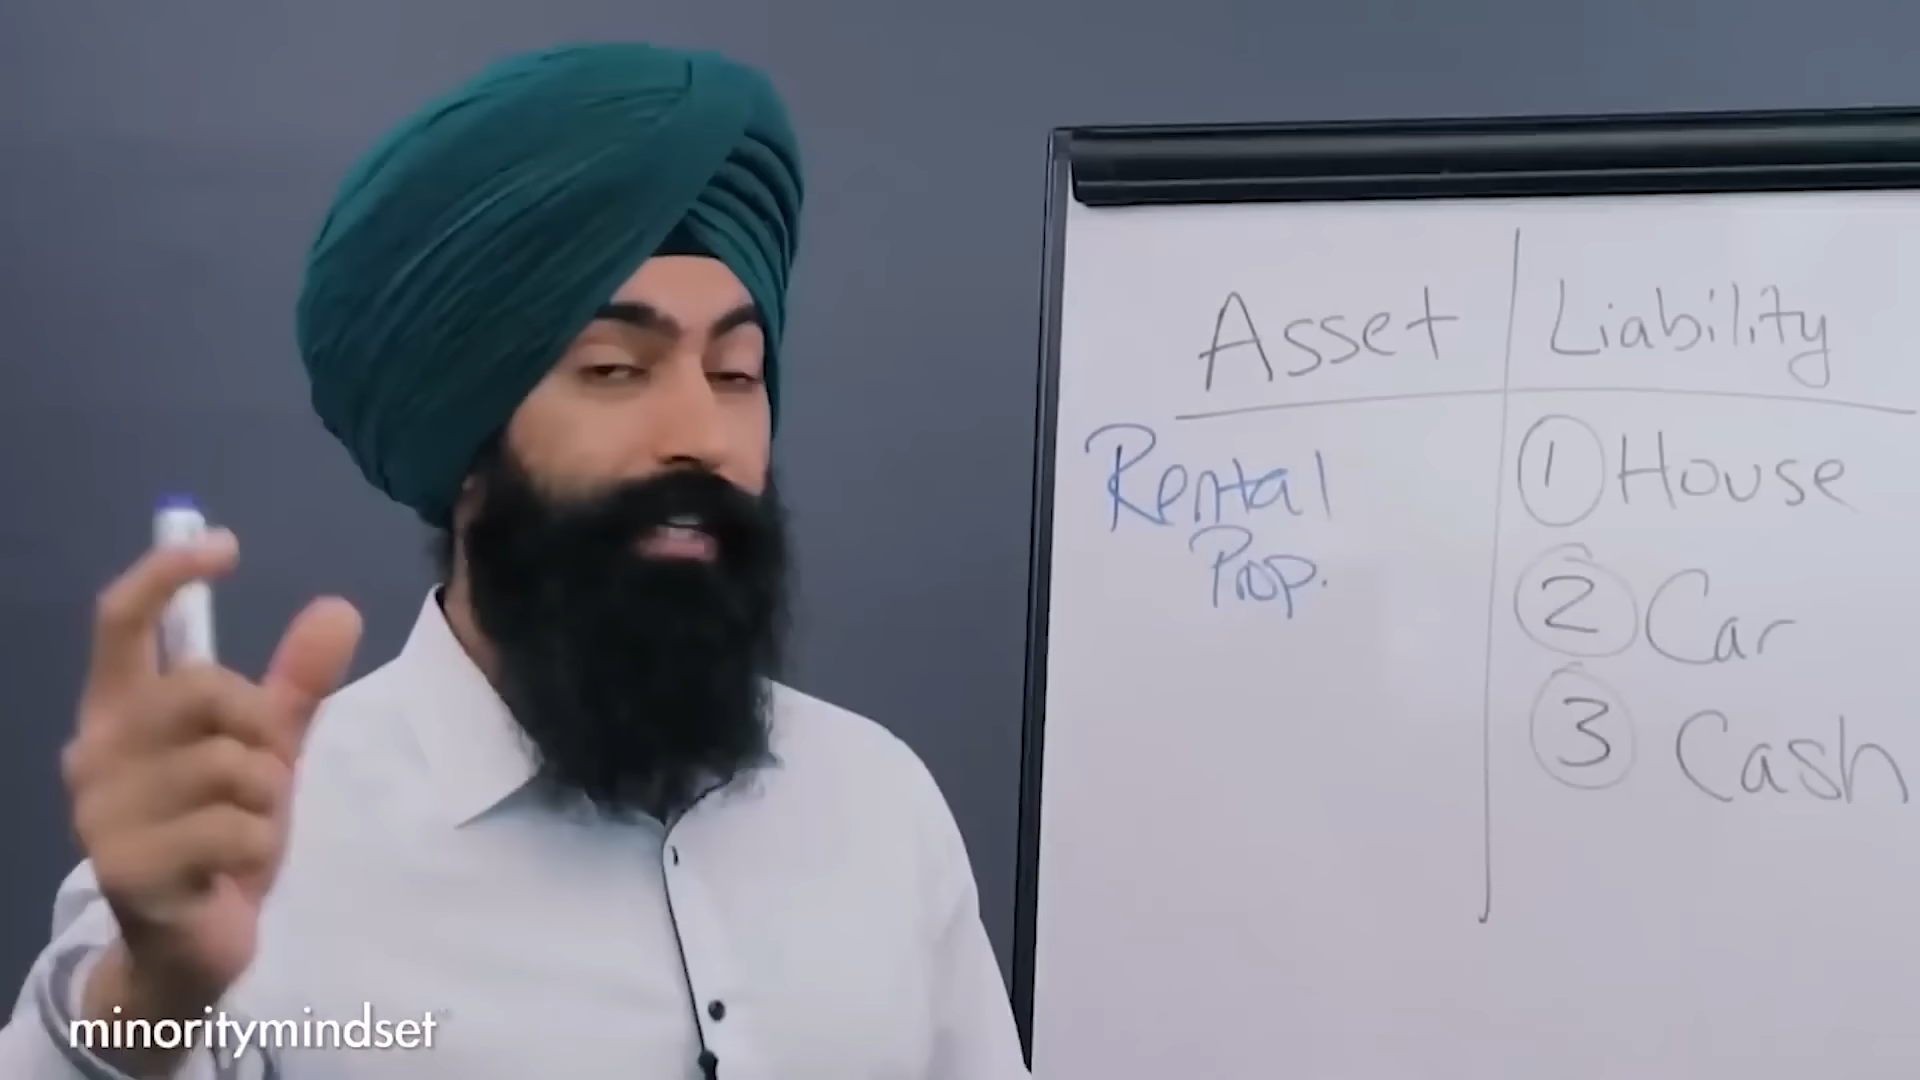 Asset
Liability
Rental
Prop.
1 House
2 Car
3 Cash
minoritymindset